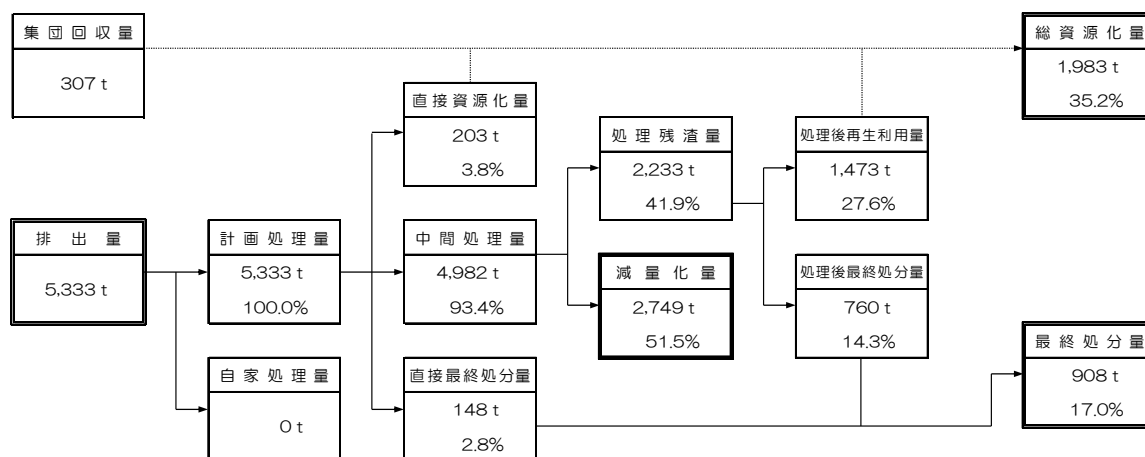 集団回収量
307 t
総資源化量
1,983 t
35.2%
直接資源化量
203 t
3.8%
処理残渣量
2,233 t
41.9%
処理後再生利用量
1,473 t
27.6%
排出量
5,333 t
計画処理量
5,333 t
100.0%
中間処理量
4,982 t
93.4%
減量化量
2,749 t
51.5%
処理後最終処分量
760 t
14.3%
自家処理量
0 t
直接最終処分量
148 t
2.8%
最終処分量
908 t
17.0%